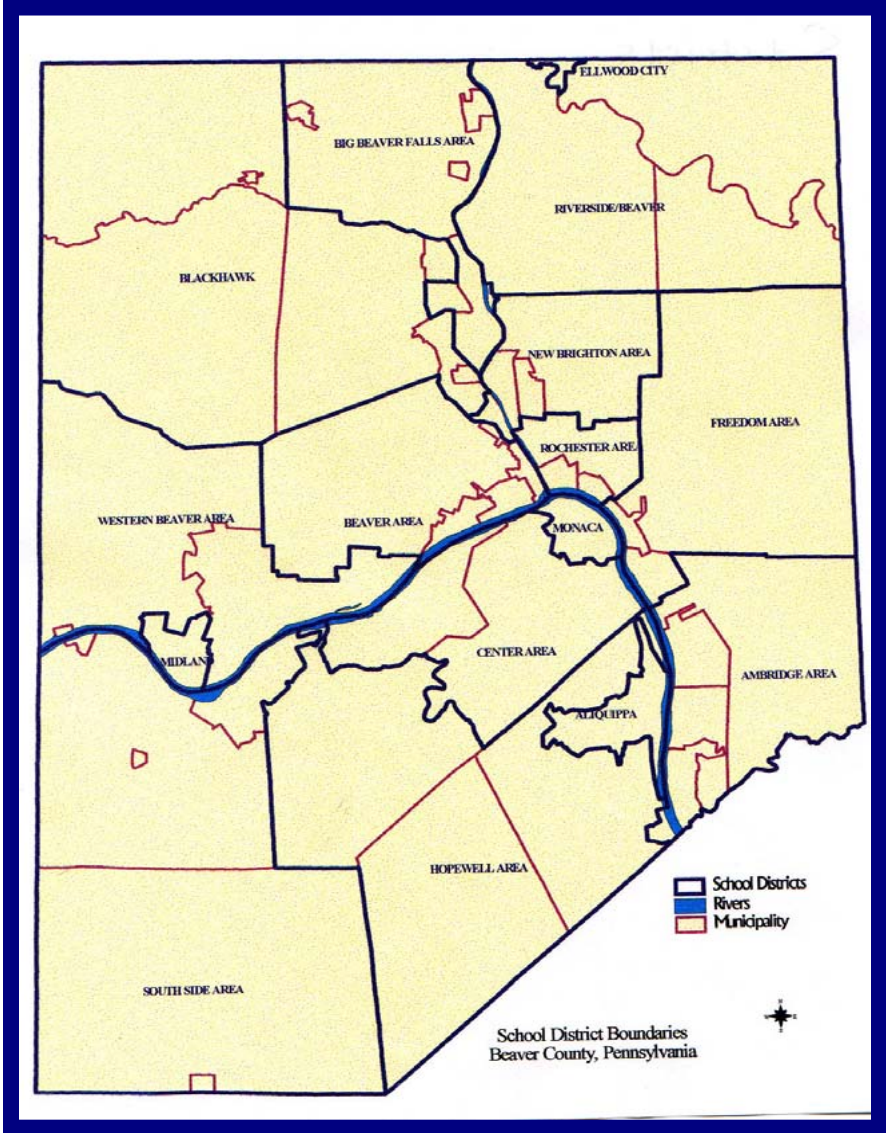 ELLWOOD CITY
BIG BEAVER FALLS AREA
RIVERSIDE/BEAVER
BLACKHAWK
NEW BRIGHTON AREA
FREEDOM AREA
ROCHESTER AREA
WESTERN BEAVER AREA
BEAVER AREA
MONACA
MIDLAND
CENTER AREA
AMBRIDGE AREA
ALIQUIPPA
HOPEWELL AREA
School Districts
Rivers
Municipality
SOUTH SIDE AREA
N
W E
S
School District Boundaries
Beaver County, Pennsylvania